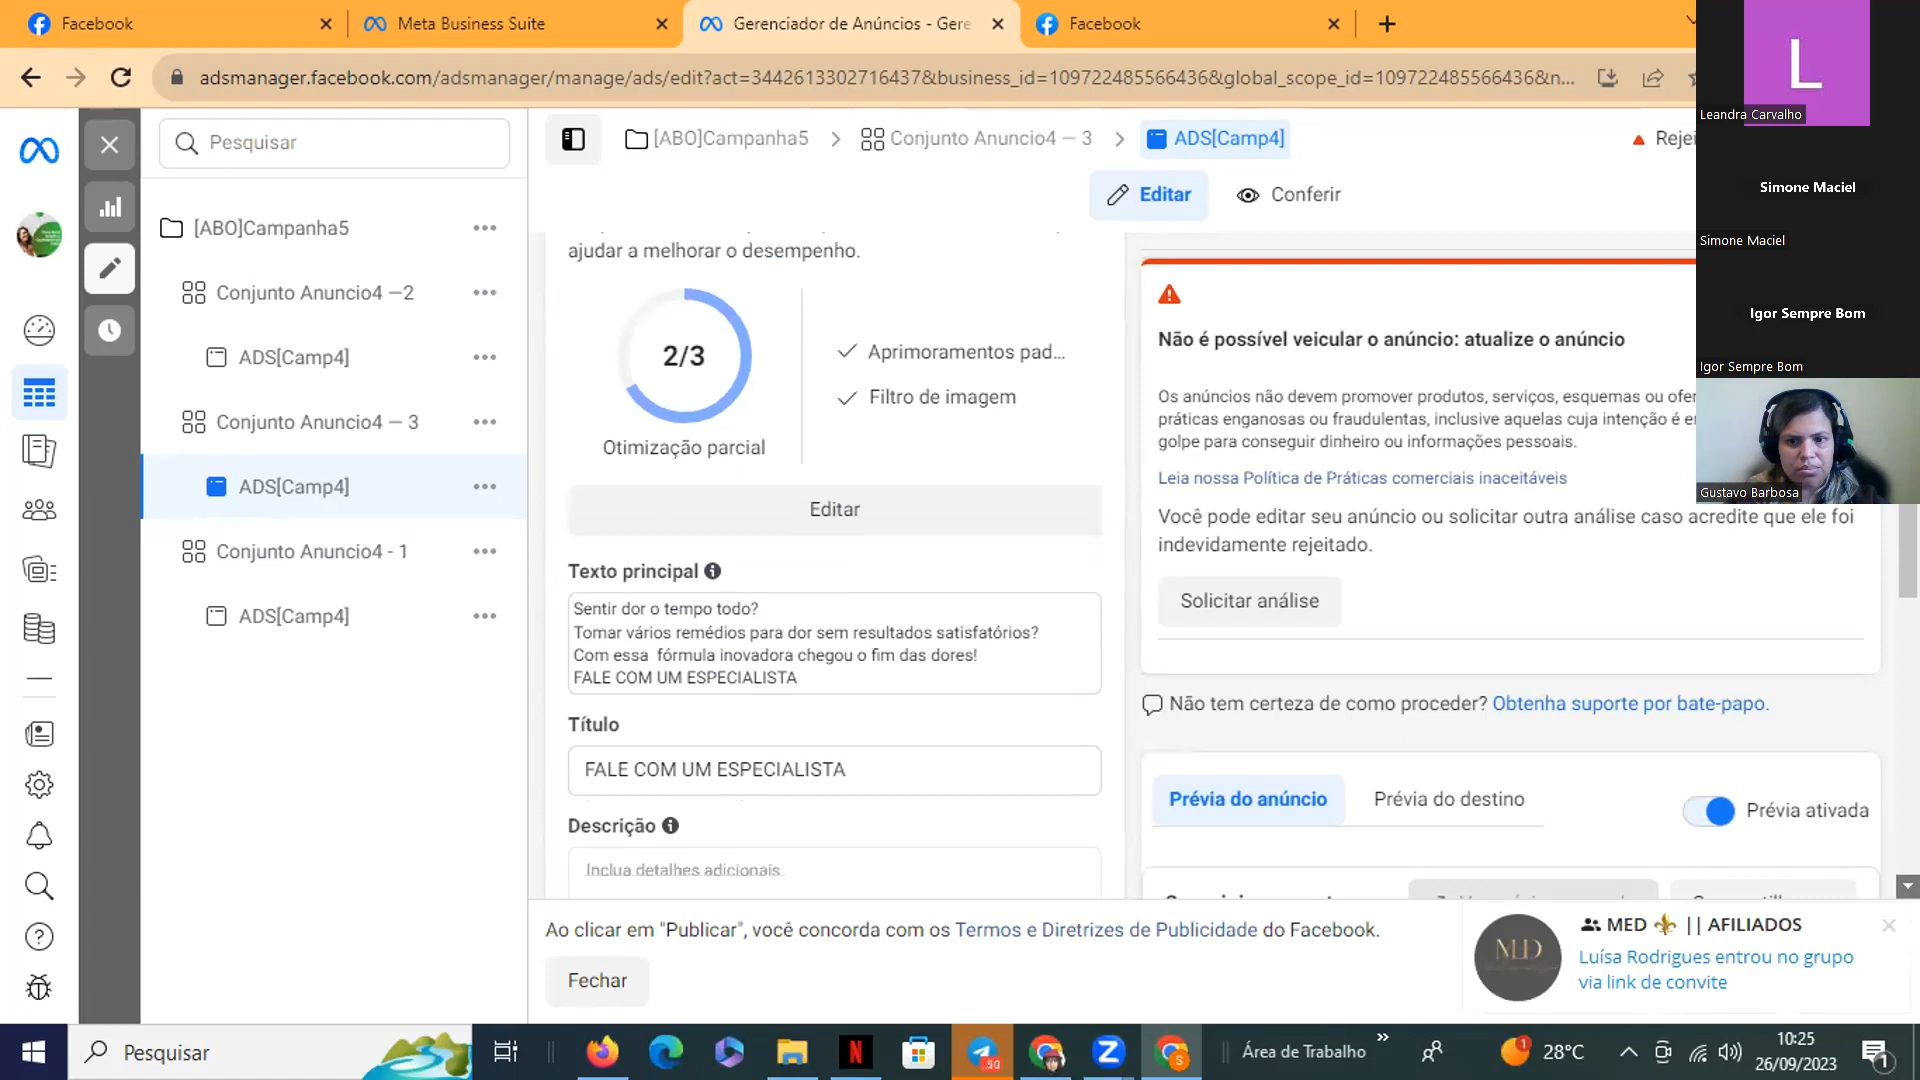 Facebook
Meta Business Suite
Gerenciador de Anúncios - Gere
Facebook
adsmanager.facebook.com/adsmanager/manage/ads/edit?act=3442613302716437&business_id=109722485566436&global_scope_id=109722485566436&n...
L
Leandra Carvalho
Simone Maciel
Simone Maciel
Igor Sempre Bom
Igor Sempre Bom
Gustavo Barbosa
Pesquisar
[ABO]Campanha5
Conjunto Anuncio4 —2
ADS[Camp4]
Conjunto Anuncio4 — 3
ADS[Camp4]
Conjunto Anuncio4 - 1
ADS[Camp4]
[ABO]Campanha5
Conjunto Anuncio4 — 3
ADS[Camp4]
Rejei
Editar
Conferir
ajudar a melhorar o desempenho.
2/3
Otimização parcial
Aprimoramentos pad...
Filtro de imagem
Editar
Texto principal
Sentir dor o tempo todo?
Tomar vários remédios para dor sem resultados satisfatórios?
Com essa fórmula inovadora chegou o fim das dores!
FALE COM UM ESPECIALISTA
Título
FALE COM UM ESPECIALISTA
Descrição
Inclua detalhes adicionais
Não é possível veicular o anúncio: atualize o anúncio
Os anúncios não devem promover produtos, serviços, esquemas ou ofer
práticas enganosas ou fraudulentas, inclusive aquelas cuja intenção é e
golpe para conseguir dinheiro ou informações pessoais.
Leia nossa Política de Práticas comerciais inaceitáveis
Você pode editar seu anúncio ou solicitar outra análise caso acredite que ele foi
indevidamente rejeitado.
Solicitar análise
Não tem certeza de como proceder? Obtenha suporte por bate-papo.
Prévia do anúncio
Prévia do destino
Prévia ativada
Ao clicar em "Publicar", você concorda com os Termos e Diretrizes de Publicidade do Facebook.
Fechar
MED ⚜️ || AFILIADOS
Luísa Rodrigues entrou no grupo
via link de convite
Pesquisar
Área de Trabalho
28°C
10:25
26/09/2023